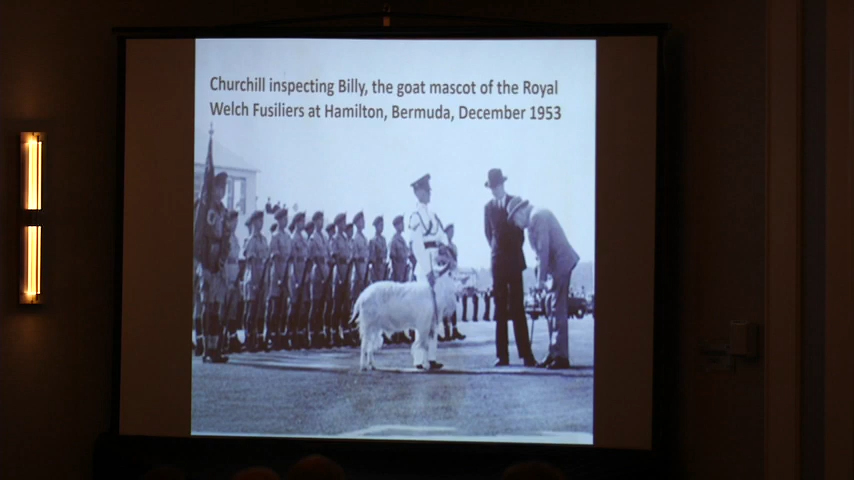 Churchill inspecting Billy, the goat mascot of the Royal
Welch Fusiliers at Hamilton, Bermuda, December 1953